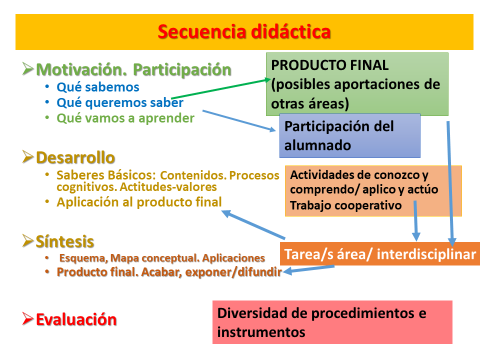 Secuencia didáctica
Motivación. Participación
Qué sabemos
Qué queremos saber
Qué vamos a aprender
PRODUCTO FINAL
(posibles aportaciones de
otras áreas)
Participación del
alumnado
Desarrollo
Saberes Básicos: Contenidos. Procesos
cognitivos. Actitudes-valores
Aplicación al producto final
Actividades de conozco y
comprendo/ aplico y actúo
Trabajo cooperativo
Síntesis
Esquema, Mapa conceptual. Aplicaciones
Producto final. Acabar, exponer/difundir
Tarea/s área/ interdisciplinar
Evaluación
Diversidad de procedimientos e
instrumentos